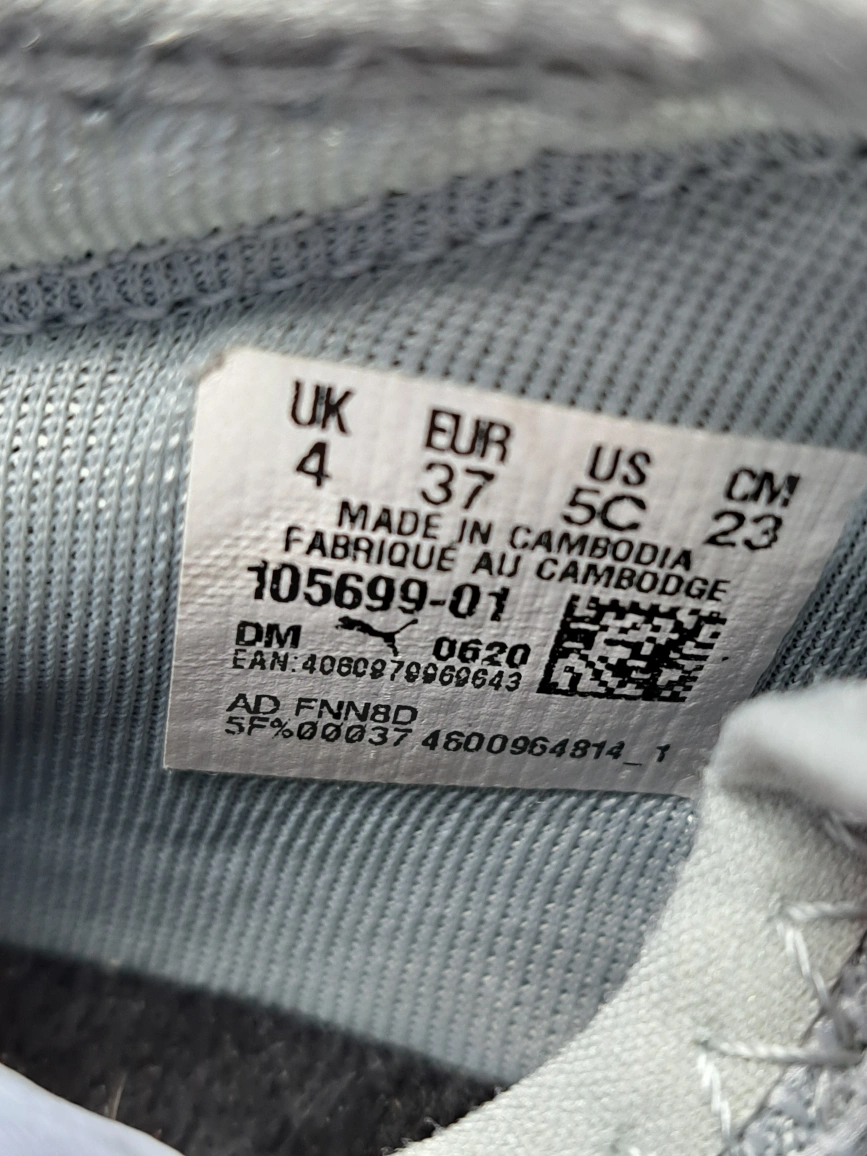 UK EUR US CM
4 37 5C 23
MADE IN CAMBODIA
FABRIQUE AU CAMBODGE
105699-01
DM 0620
EAN:4060979969643
AD FNN8D
5F%00037 4600964814_1